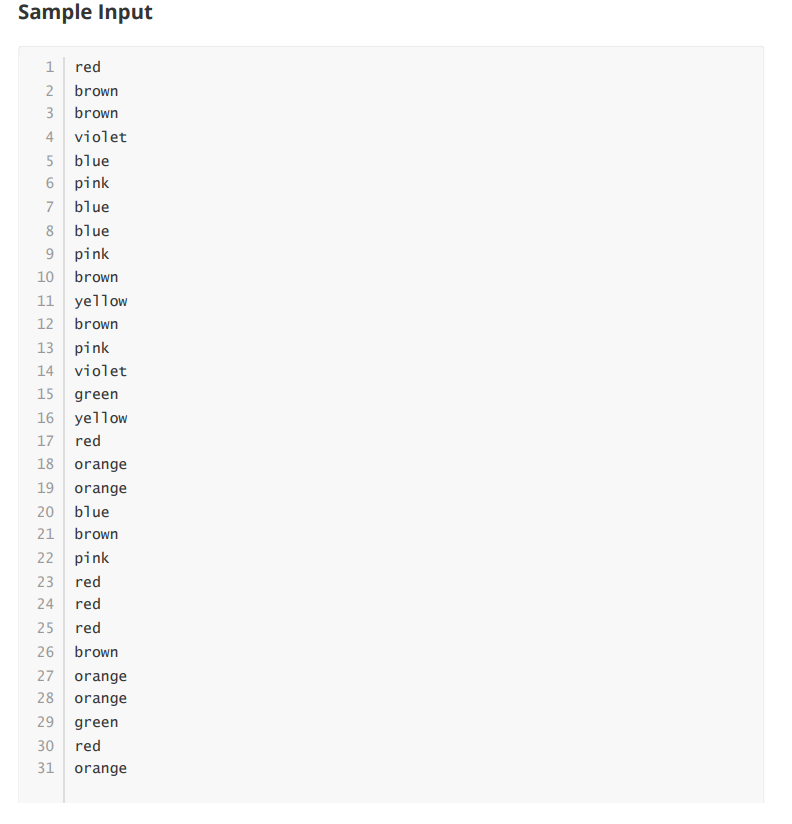 Sample Input
1 red
2 brown
3 brown
4 violet
5 blue
6 pink
7 blue
8 blue
9 pink
10 brown
11 yellow
12 brown
13 pink
14 violet
15 green
16 yellow
17 red
18 orange
19 orange
20 blue
21 brown
22 pink
23 red
24 red
25 red
26 brown
27 orange
28 orange
29 green
30 red
31 orange